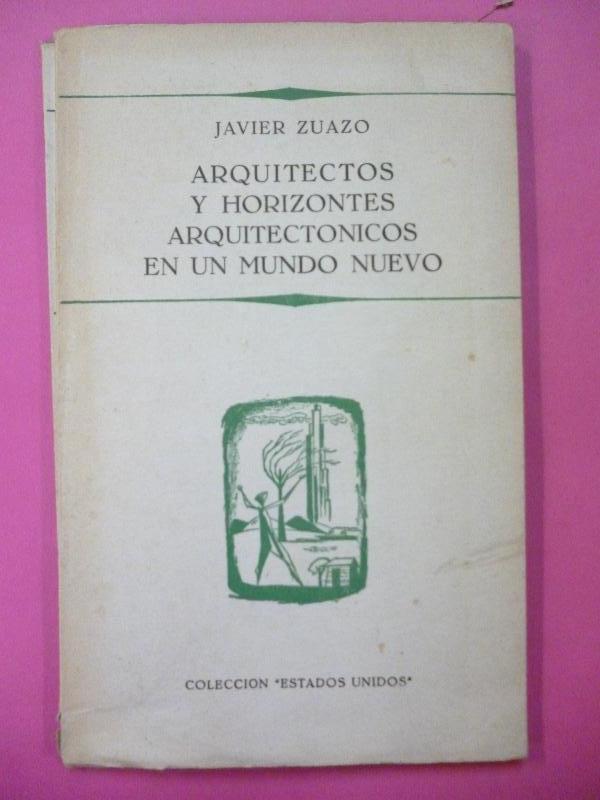 JAVIER ZUAZO
ARQUITECTOS
Y HORIZONTES
ARQUITECTONICOS
EN UN MUNDO NUEVO
COLECCION "ESTADOS UNIDOS"